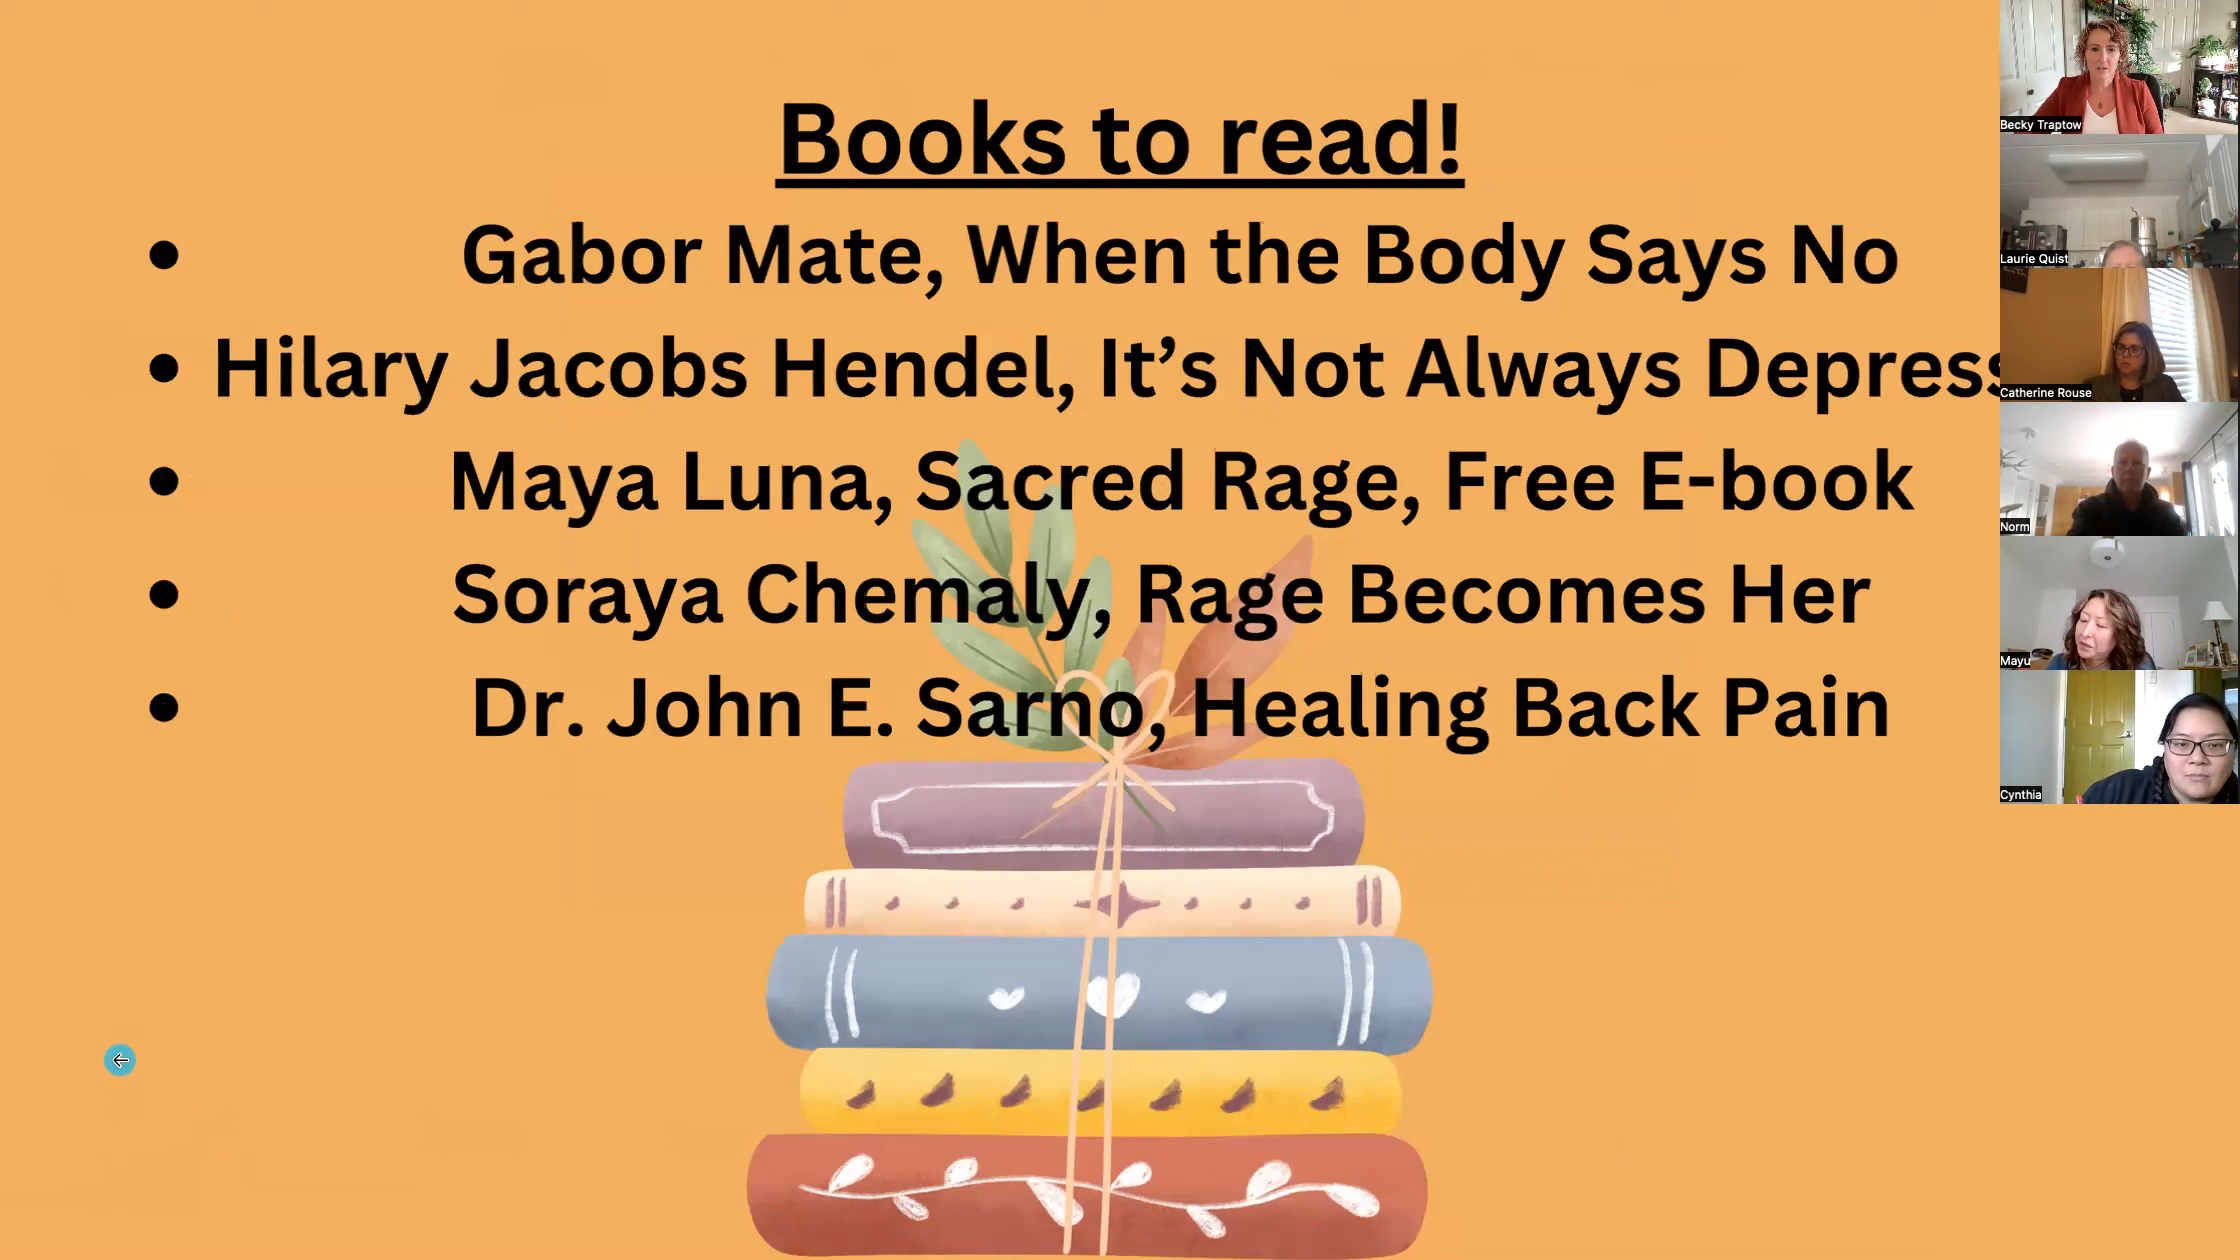 Books to read!
• Gabor Mate, When the Body Says No
• Hilary Jacobs Hendel, It’s Not Always Depress
• Maya Luna, Sacred Rage, Free E-book
• Soraya Chemaly, Rage Becomes Her
• Dr. John E. Sarno, Healing Back Pain
Becky Traptow
Laurie Quist
Catherine Rouse
Norm
Mayu
Cynthia